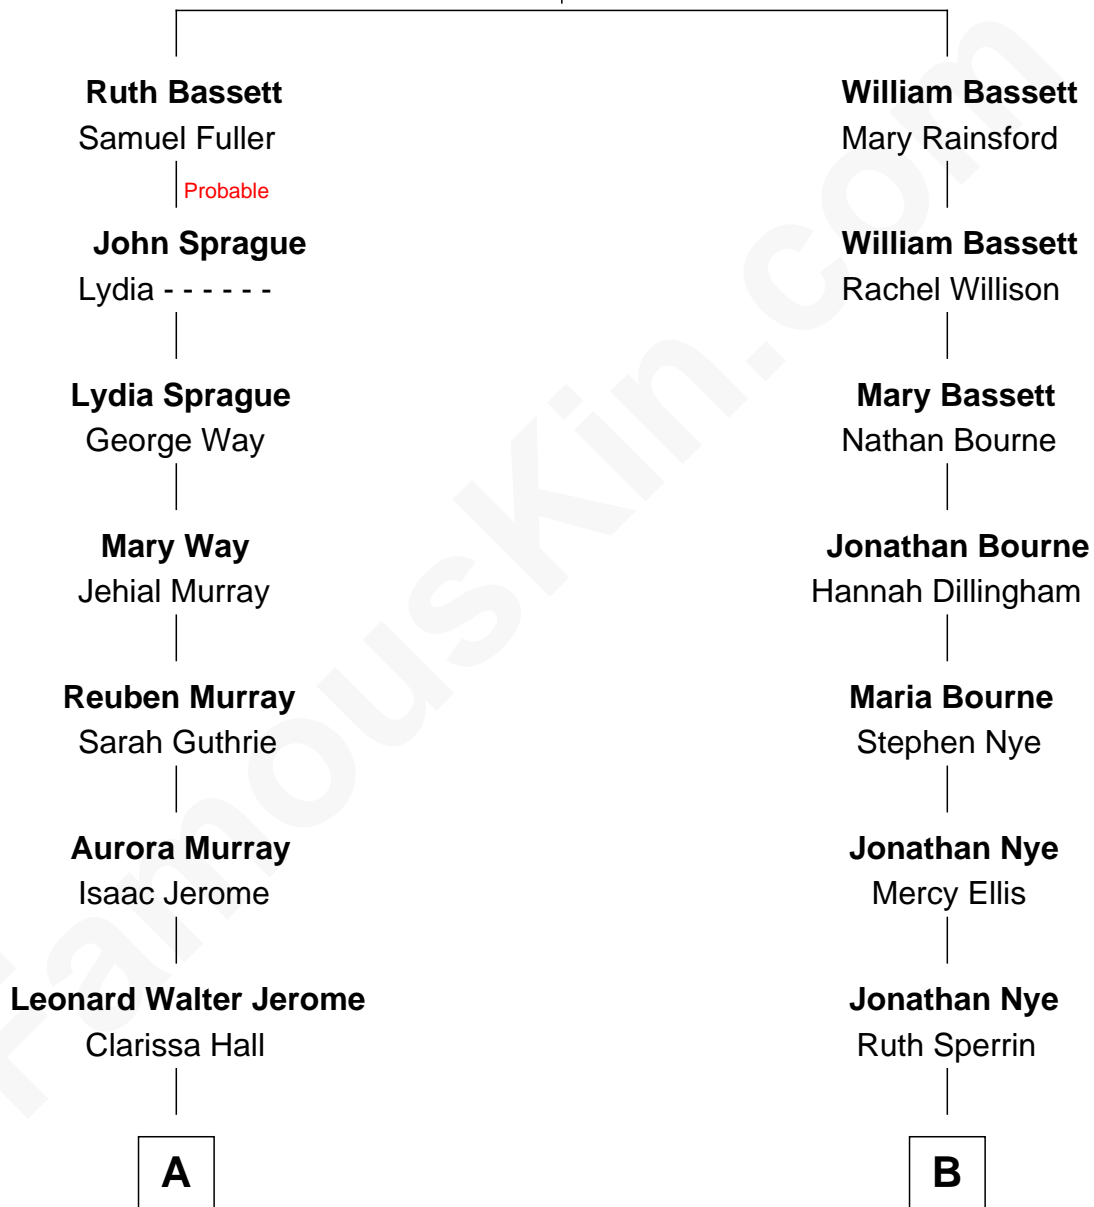 Ruth Bassett
Samuel Fuller
Probable
John Sprague
Lydia - - - - - -
Lydia Sprague
George Way
Mary Way
Jehial Murray
Reuben Murray
Sarah Guthrie
Aurora Murray
Isaac Jerome
Leonard Walter Jerome
Clarissa Hall
A
William Bassett
Mary Rainsford
William Bassett
Rachel Willison
Mary Bassett
Nathan Bourne
Jonathan Bourne
Hannah Dillingham
Maria Bourne
Stephen Nye
Jonathan Nye
Mercy Ellis
Jonathan Nye
Ruth Sperrin
B
FamousKin.com